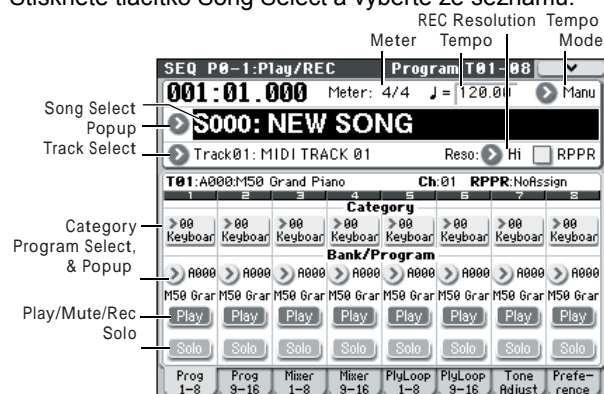 Stiskněte tlačítko Song Select a vyberte ze seznamu.
REC Resolution Tempo
Meter Tempo Mode
SEQ P0-1:Play/REC Program T01-08
001:01.000 Meter: 4/4 ♩= 120.00 Manu
Song Select
Popup
S000: NEW SONG
Track Select
Track01: MIDI TRACK 01 Reso: Hi RPPR
T01:A000:M50 Grand Piano Ch:01 RPPR:NoAssign
1 2 3 4 5 6 7 8
Category
00 00 00 00 00 00 00 00
Keyboar Keyboar Keyboar Keyboar Keyboar Keyboar Keyboar Keyboar
Category
Program Select,
& Popup
Bank/Program
A000 A000 A000 A000 A000 A000 A000 A000
M50 Grar M50 Grar M50 Grar M50 Grar M50 Grar M50 Grar M50 Grar M50 Grar
Play/Mute/Rec
Play Play Play Play Play Play Play Play
Solo
Solo Solo Solo Solo Solo Solo Solo Solo
Prog Prog Mixer Mixer PlyLoop PlyLoop Tone Prefe-
1-8 9-16 1-8 9-16 1-8 9-16 Adjust rence